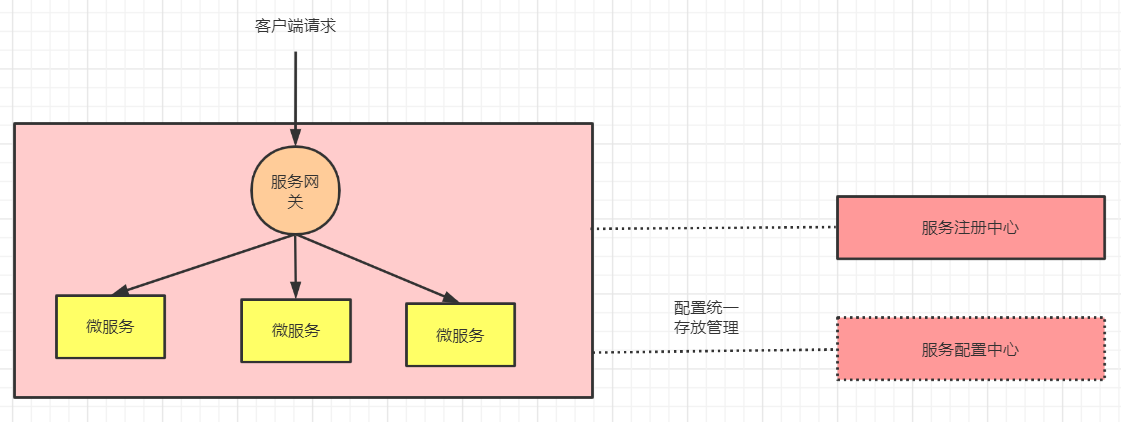 客户端请求
服务网
关
微服务
微服务
微服务
服务注册中心
配置统一
存放管理
服务配置中心